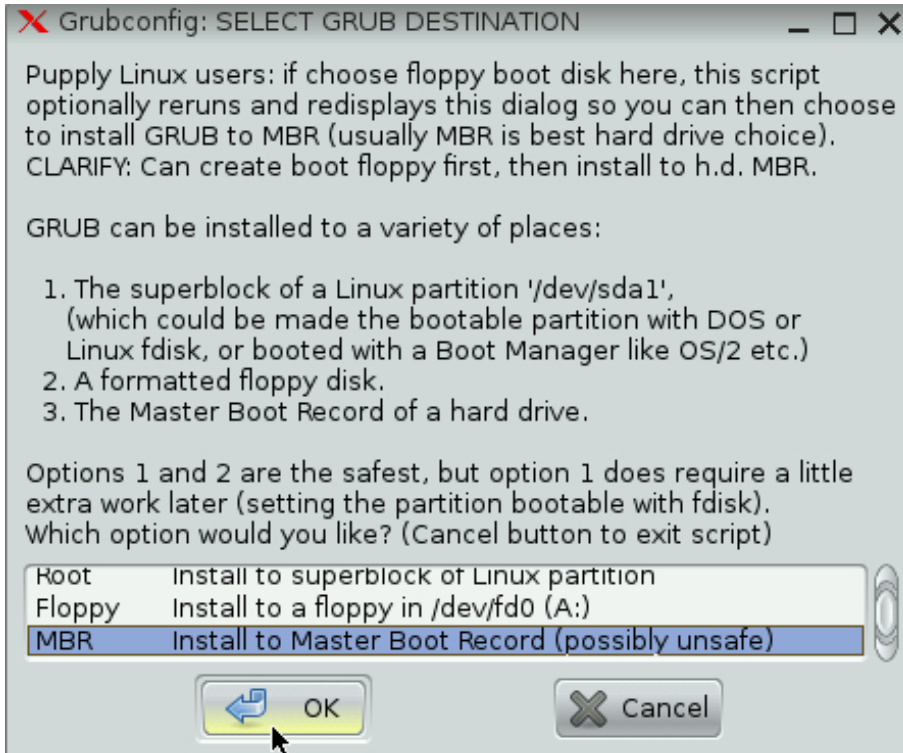 Grubconfig: SELECT GRUB DESTINATION
Pupply Linux users: if choose floppy boot disk here, this script
optionally reruns and redisplays this dialog so you can then choose
to install GRUB to MBR (usually MBR is best hard drive choice).
CLARIFY: Can create boot floppy first, then install to h.d. MBR.
GRUB can be installed to a variety of places:
1. The superblock of a Linux partition '/dev/sda1',
(which could be made the bootable partition with DOS or
Linux fdisk, or booted with a Boot Manager like OS/2 etc.)
2. A formatted floppy disk.
3. The Master Boot Record of a hard drive.
Options 1 and 2 are the safest, but option 1 does require a little
extra work later (setting the partition bootable with fdisk).
Which option would you like? (Cancel button to exit script)
Root Install to superblock of Linux partition
Floppy Install to a floppy in /dev/fd0 (A:)
MBR Install to Master Boot Record (possibly unsafe)
OK Cancel